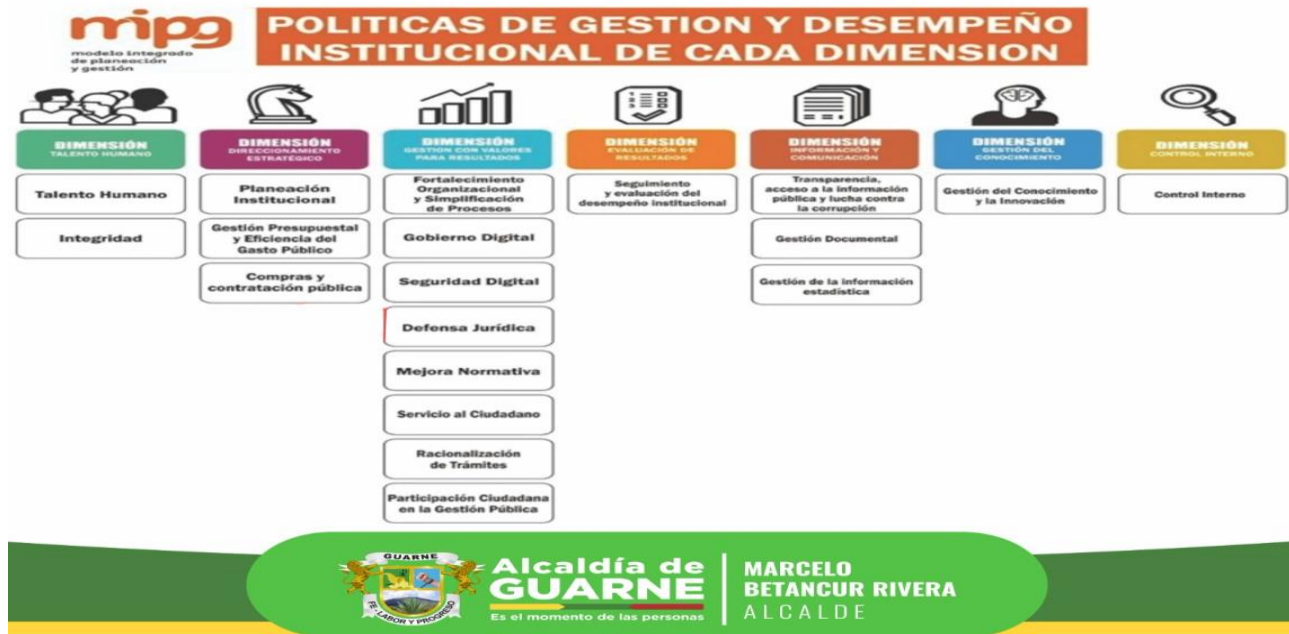 mipg
modelo integrado
de planeación
y gestión
POLITICAS DE GESTION Y DESEMPEÑO
INSTITUCIONAL DE CADA DIMENSION
DIMENSIÓN
TALENTO HUMANO
Talento Humano
Integridad
DIMENSIÓN
DIRECCIONAMIENTO
ESTRATÉGICO
Planeación
Institucional
Gestión Presupuestal
y Eficiencia del
Gasto Público
Compras y
contratación pública
DIMENSIÓN
GESTION CON VALORES
PARA RESULTADOS
Fortalecimiento
Organizacional
y Simplificación
de Procesos
Gobierno Digital
Seguridad Digital
Defensa Jurídica
Mejora Normativa
Servicio al Ciudadano
Racionalización
de Trámites
Participación Ciudadana
en la Gestión Pública
DIMENSIÓN
EVALUACIÓN DE
RESULTADOS
Seguimiento
y evaluación del
desempeño institucional
DIMENSIÓN
INFORMACIÓN Y
COMUNICACIÓN
Transparencia,
acceso a la información
pública y lucha contra
la corrupción
Gestión Documental
Gestión de la información
estadística
DIMENSIÓN
GESTIÓN DEL
CONOCIMIENTO
Gestión del Conocimiento
y la Innovación
DIMENSIÓN
CONTROL INTERNO
Control Interno
GUARNE
FE - LABOR Y PROGRESO
Alcaldía de
GUARNE
Es el momento de las personas
MARCELO
BETANCUR RIVERA
ALCALDE